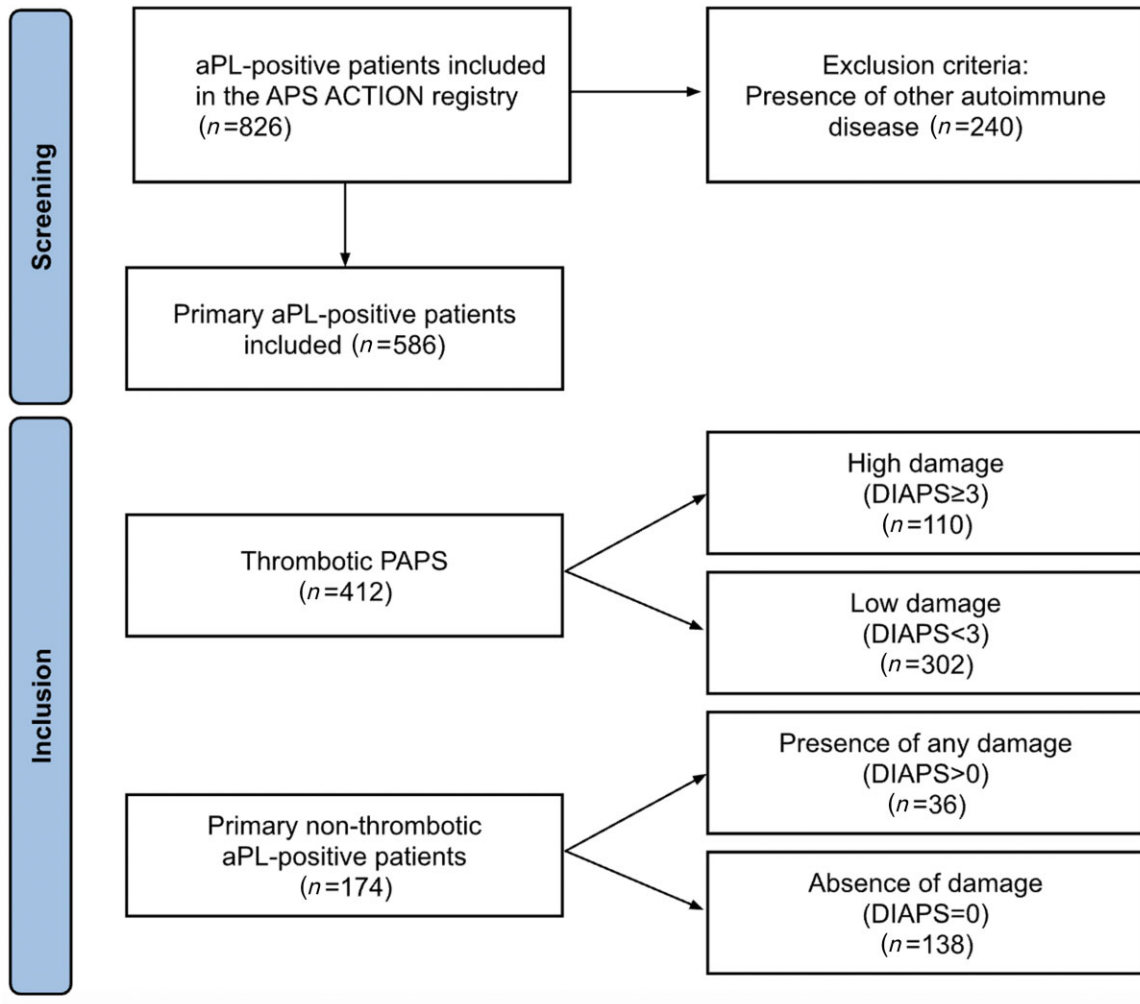 Screening
aPL-positive patients included
in the APS ACTION registry
(n=826)
Exclusion criteria:
Presence of other autoimmune
disease (n=240)
Primary aPL-positive patients
included (n=586)
Inclusion
Thrombotic PAPS
(n=412)
High damage
(DIAPS≥3)
(n=110)
Low damage
(DIAPS<3)
(n=302)
Primary non-thrombotic
aPL-positive patients
(n=174)
Presence of any damage
(DIAPS>0)
(n=36)
Absence of damage
(DIAPS=0)
(n=138)